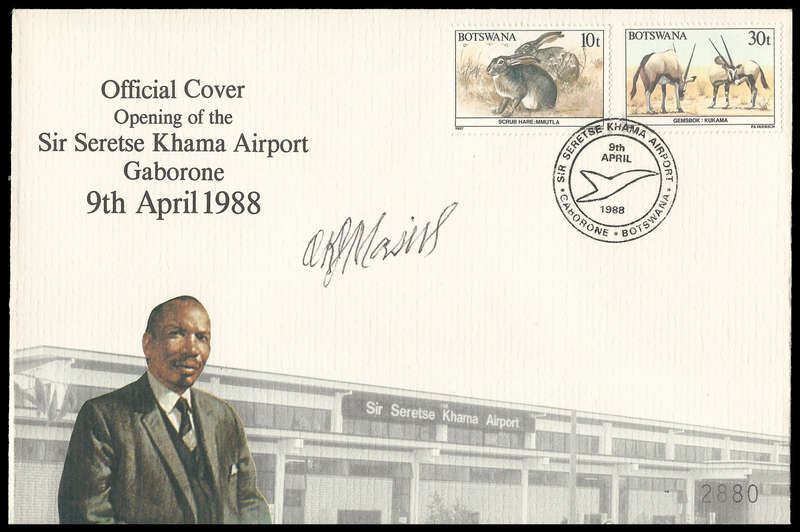 Official Cover
Opening of the
Sir Seretse Khama Airport
Gaborone
9th April 1988
BOTSWANA 10t
SCRUB HARE: MMUTLA
1987
BOTSWANA 30t
GEMSBOK: KUKAMA
SIR SERETSE KHAMA AIRPORT
9th
APRIL
1988
GABORONE • BOTSWANA
Sir Seretse Khama Airport
2880